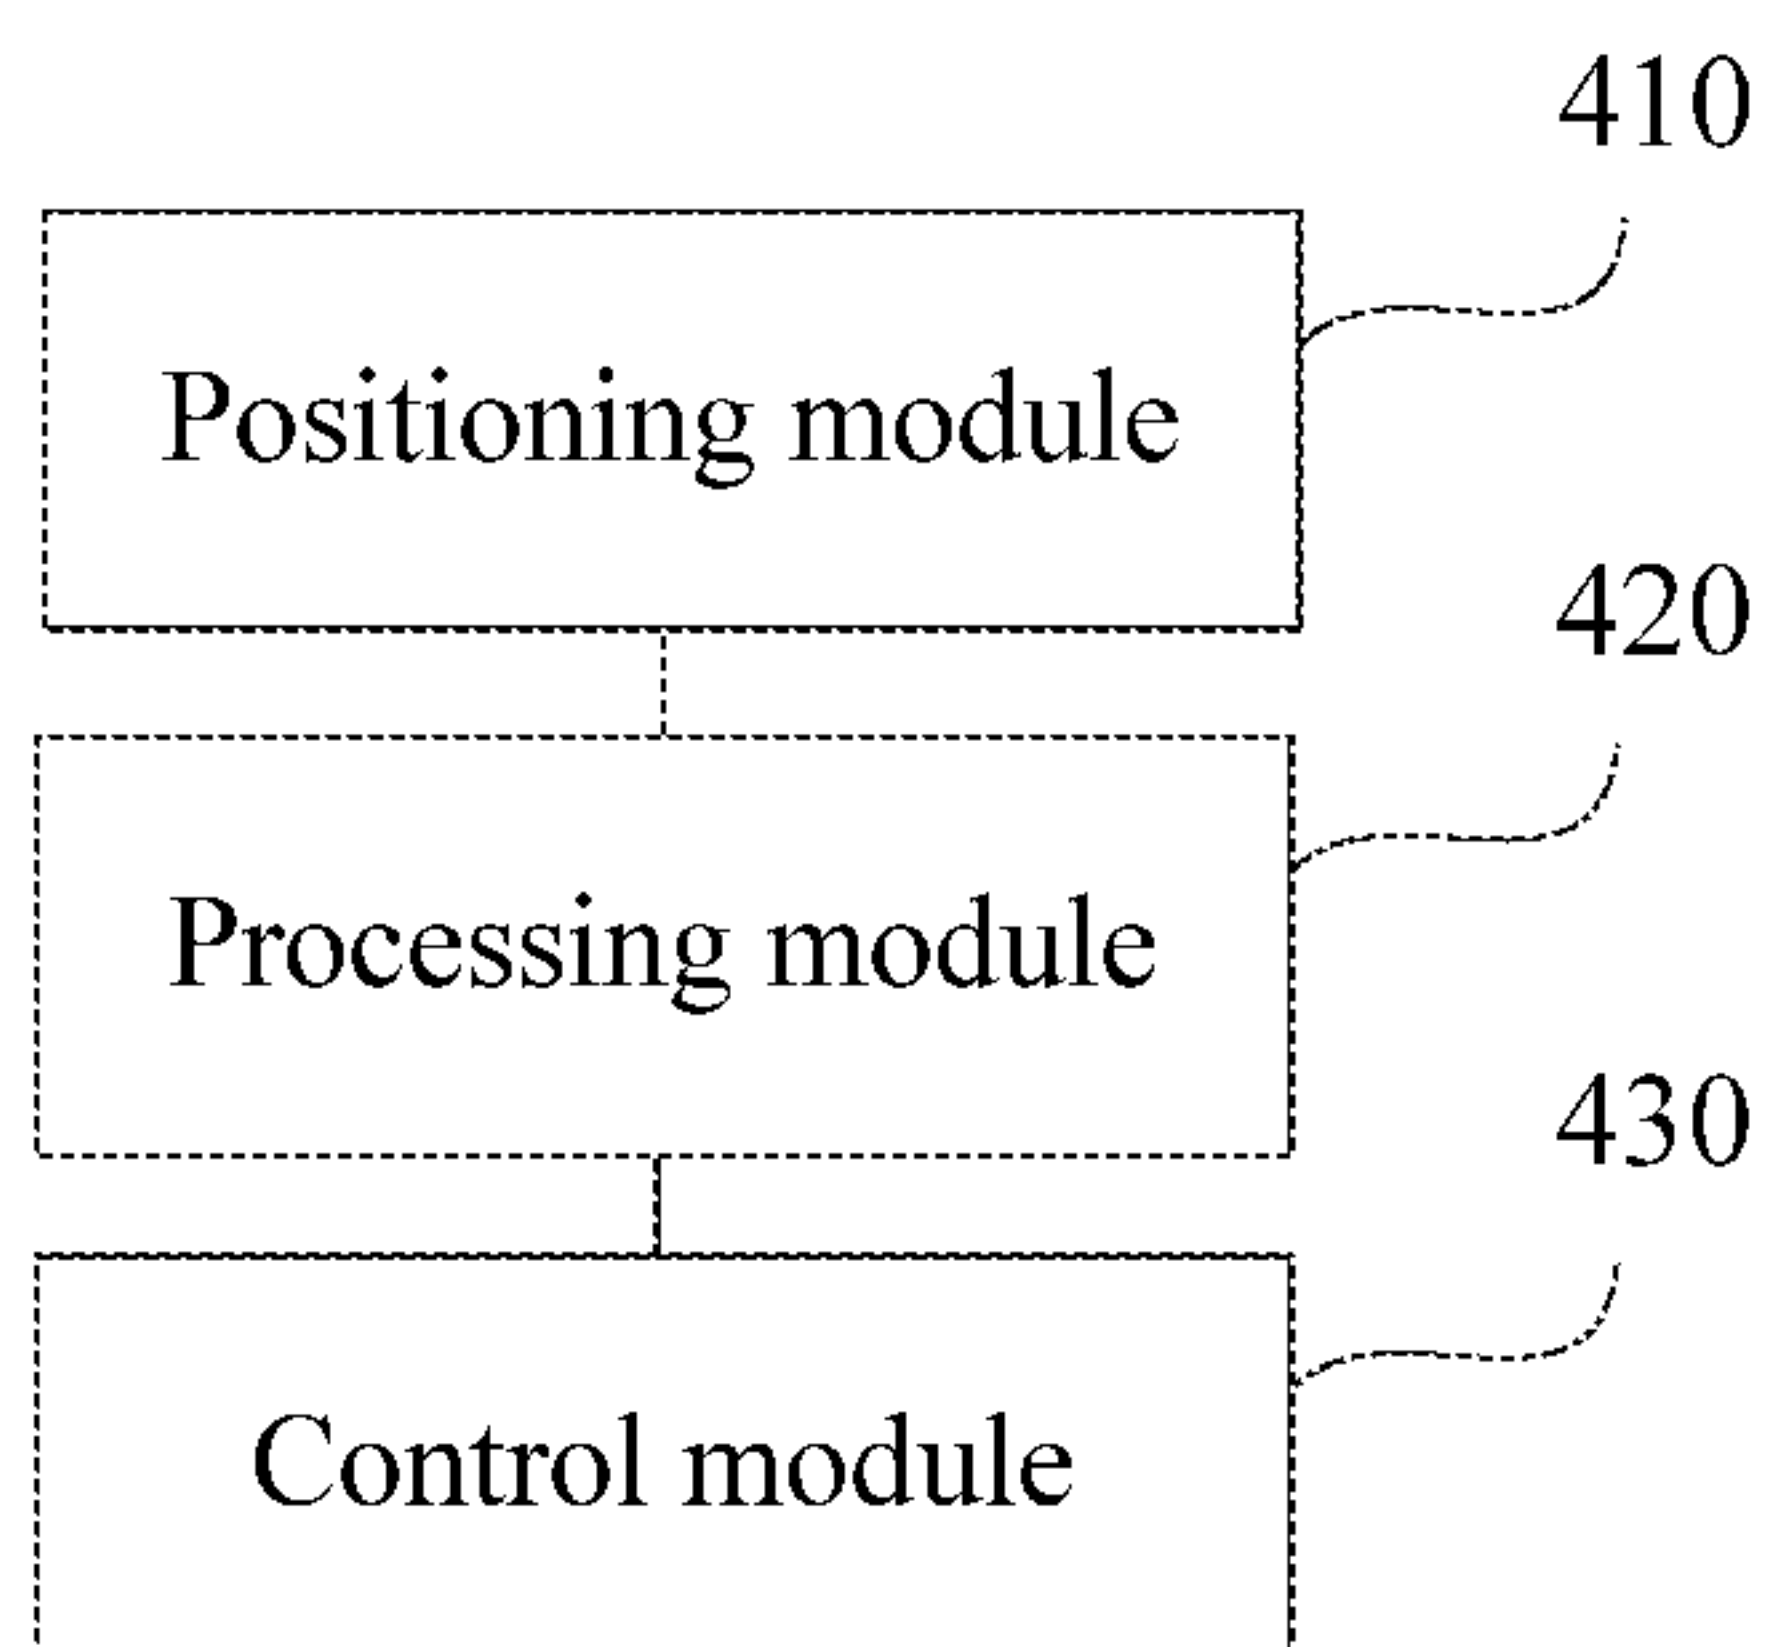 410
Positioning module
420
Processing module
430
Control module